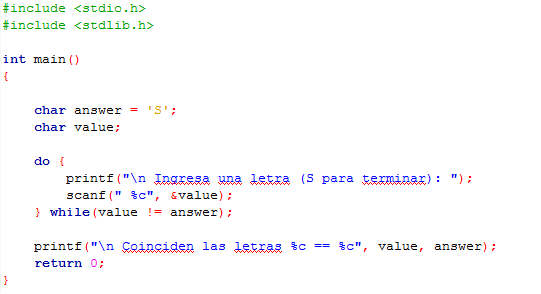 #include <stdio.h>
#include <stdlib.h>
int main()
{
char answer = 'S';
char value;
do {
printf("\n Ingresa una letra (S para terminar): ");
scanf(" %c", &value);
} while(value != answer);
printf("\n Coinciden las letras %c == %c", value, answer);
return 0;
}